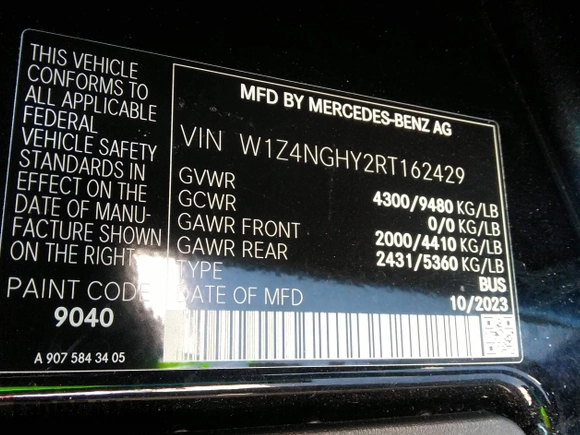 THIS VEHICLE
CONFORMS TO
ALL APPLICABLE
FEDERAL
VEHICLE SAFETY
STANDARDS IN
EFFECT ON THE
DATE OF MANU-
FACTURE SHOWN
ON THE RIGHT
PAINT CODE
9040
A 907 584 34 05
MFD BY MERCEDES-BENZ AG
VIN W1Z4NGHY2RT162429
GVWR 4300/9480 KG/LB
GCWR 0/0 KG/LB
GAWR FRONT 2000/4410 KG/LB
GAWR REAR 2431/5360 KG/LB
TYPE BUS
DATE OF MFD 10/2023